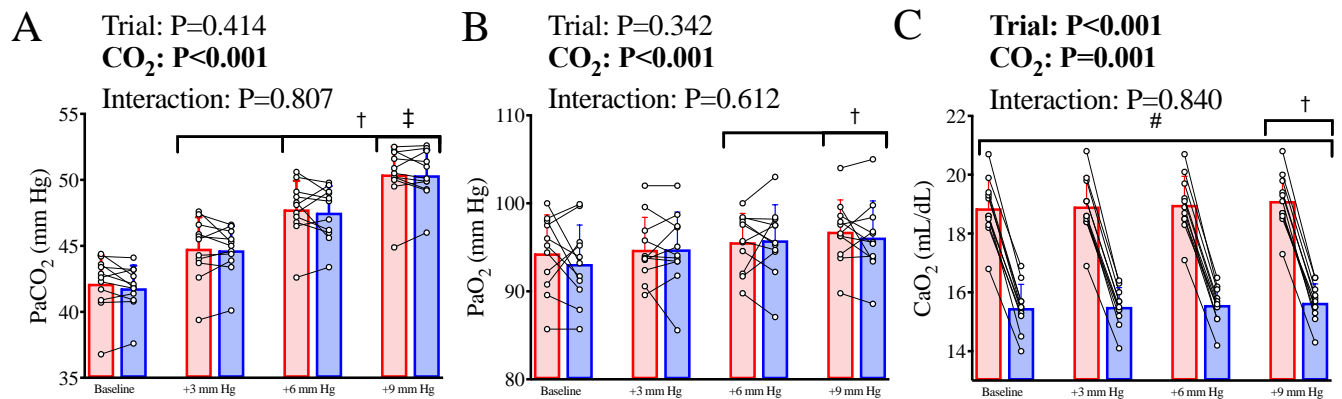 A
Trial: P=0.414
CO₂: P<0.001
Interaction: P=0.807
† ‡
PaCO₂ (mm Hg)
55
50
45
40
35
Baseline +3 mm Hg +6 mm Hg +9 mm Hg
B
Trial: P=0.342
CO₂: P<0.001
Interaction: P=0.612
†
PaO₂ (mm Hg)
110
100
90
80
Baseline +3 mm Hg +6 mm Hg +9 mm Hg
C
Trial: P<0.001
CO₂: P=0.001
Interaction: P=0.840
# †
CaO₂ (mL/dL)
22
20
18
16
14
Baseline +3 mm Hg +6 mm Hg +9 mm Hg